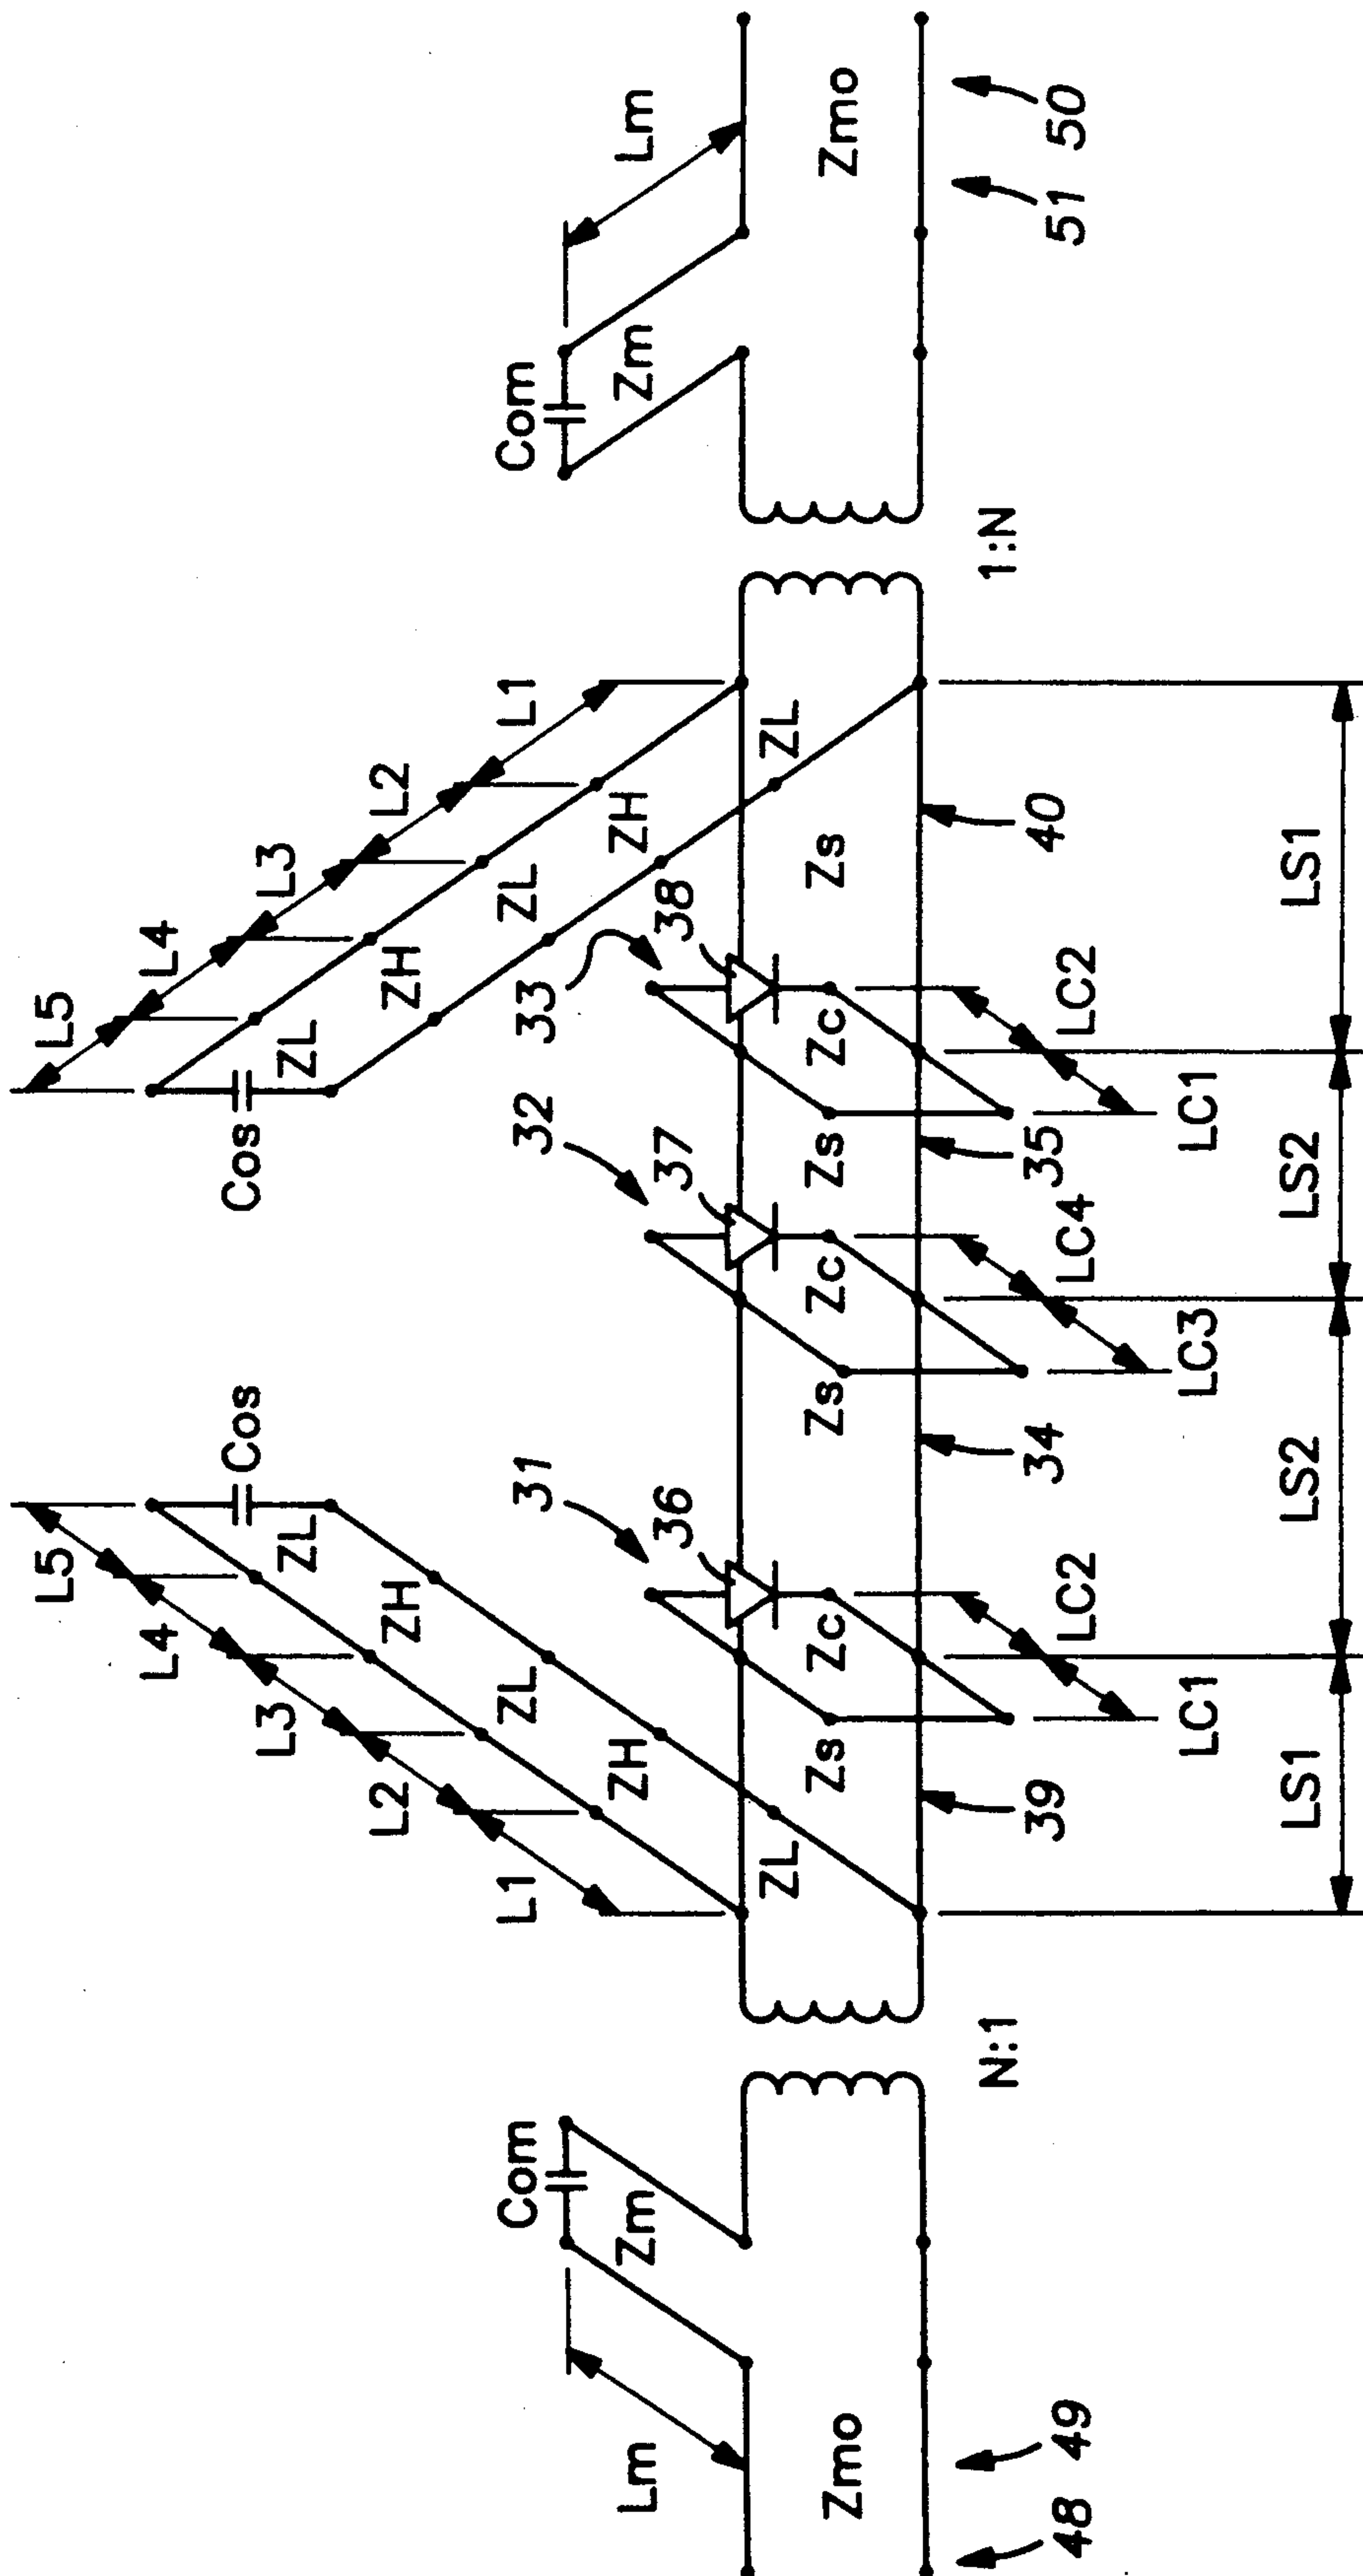 L5
L4
L3
L2
L1
Cos
ZL
ZH
ZL
ZH
ZL
L5
L4
L3
L2
L1
Cos
ZL
ZH
ZL
ZH
ZL
Com
Zm
Lm
Zmo
48
49
N:1
Com
Zm
Lm
Zmo
51
50
1:N
31
36
32
37
33
38
Zs
Zc
Zs
Zc
Zs
Zc
Zs
39
34
35
40
LC1
LC2
LC3
LC4
LC1
LC2
LS1
LS2
LS2
LS1